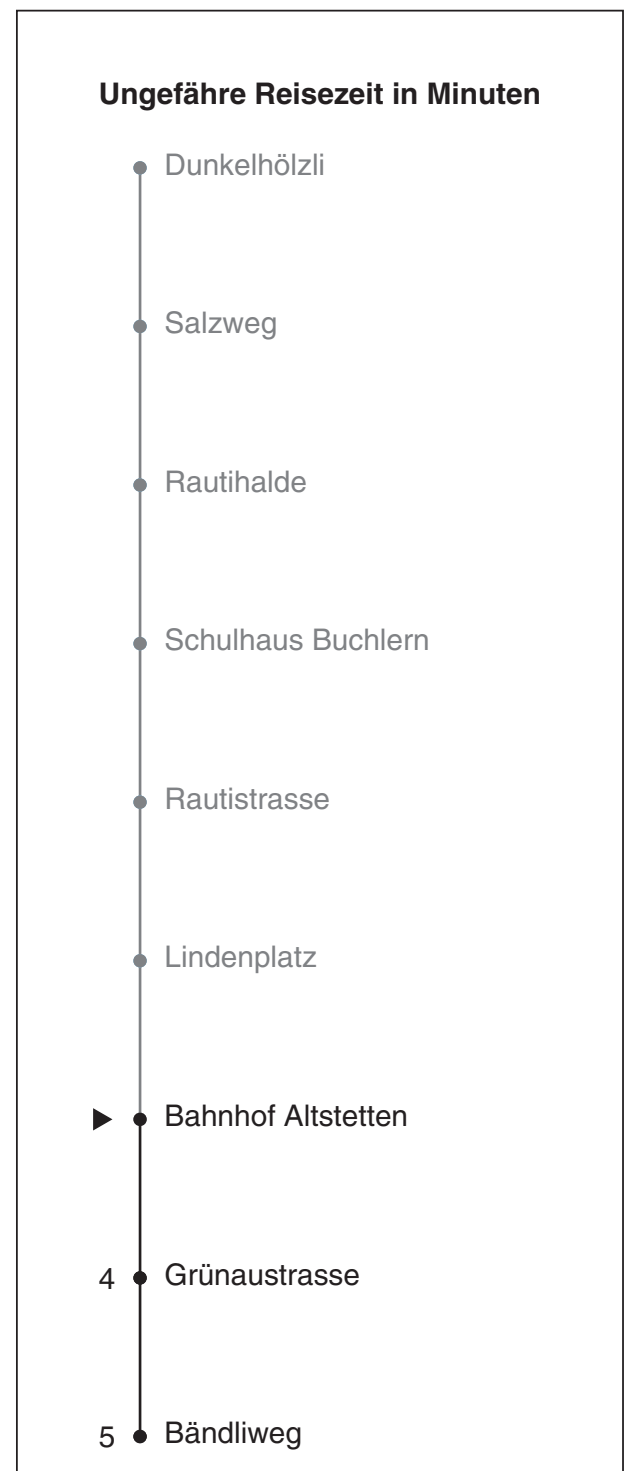 Ungefähre Reisezeit in Minuten
Dunkelhölzli
Salzweg
Rautihalde
Schulhaus Buchlern
Rautistrasse
Lindenplatz
Bahnhof Altstetten
4 Grünaustrasse
5 Bändliweg